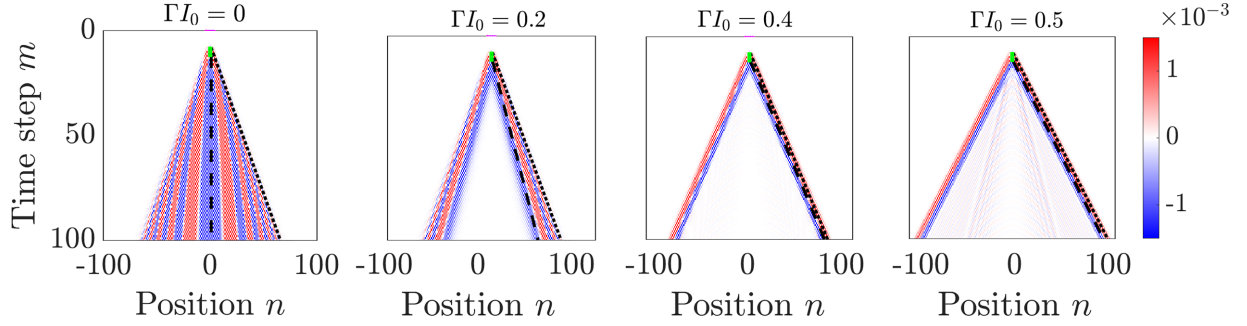 ΓI₀ = 0
ΓI₀ = 0.2
ΓI₀ = 0.4
ΓI₀ = 0.5
×10⁻³
Time step m
0
50
100
-100 0 100
-100 0 100
-100 0 100
-100 0 100
Position n
Position n
Position n
Position n
1
0
-1